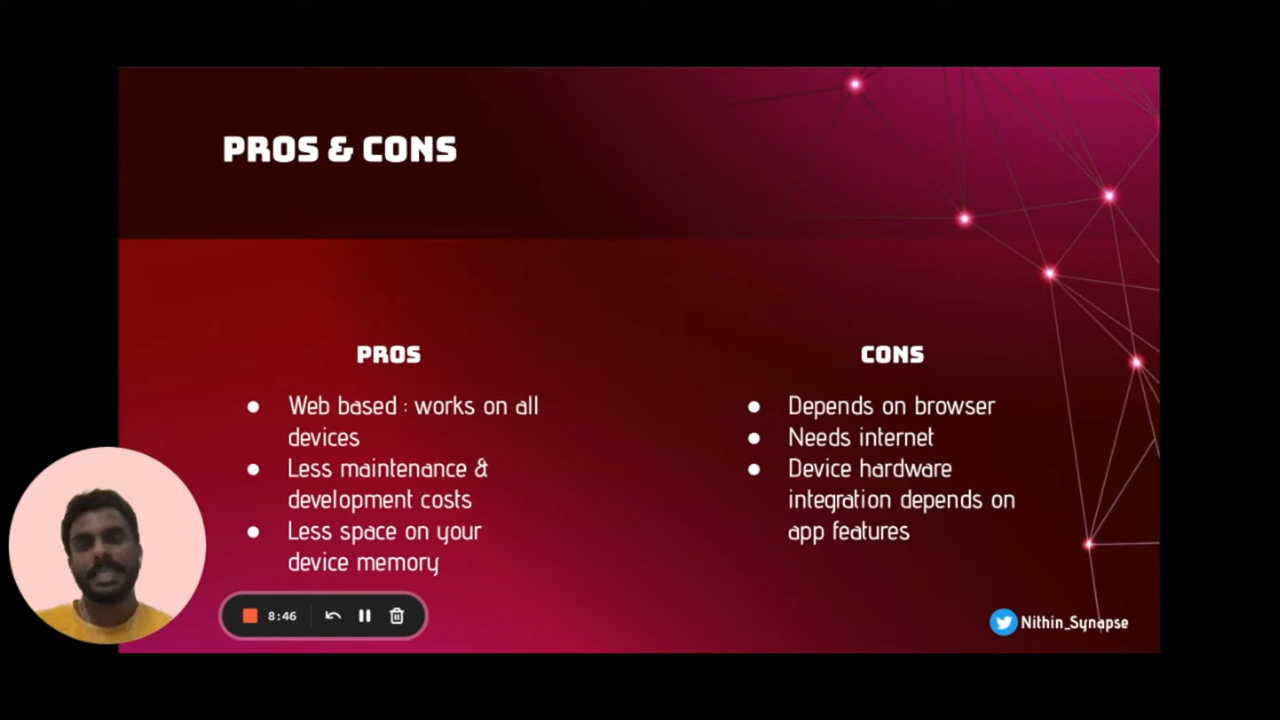 PROS & CONS
PROS
● Web based : works on all
devices
● Less maintenance &
development costs
● Less space on your
device memory
CONS
● Depends on browser
● Needs internet
● Device hardware
integration depends on
app features
8:46
Nithin_Synapse